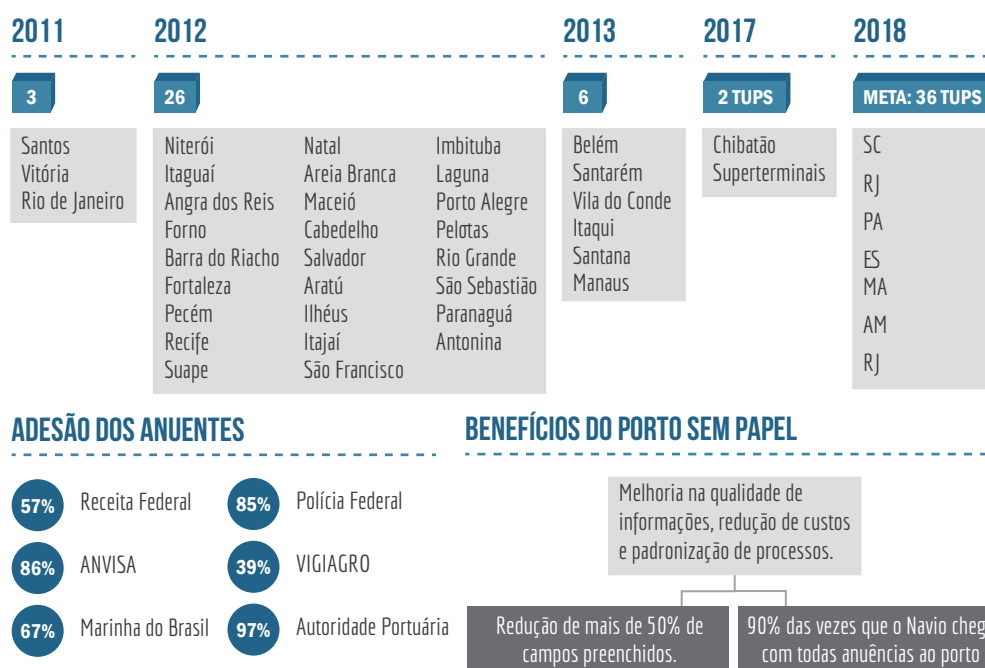 2011
3
Santos
Vitória
Rio de Janeiro
2012
26
Niterói
Itaguaí
Angra dos Reis
Forno
Barra do Riacho
Fortaleza
Pecém
Recife
Suape
Natal
Areia Branca
Maceió
Cabedelho
Salvador
Aratú
Ilhéus
Itajaí
São Francisco
Imbituba
Laguna
Porto Alegre
Pelotas
Rio Grande
São Sebastião
Paranaguá
Antonina
2013
6
Belém
Santarém
Vila do Conde
Itaqui
Santana
Manaus
2017
2 TUPS
Chibatão
Superterminais
2018
META: 36 TUPS
SC
RJ
PA
ES
MA
AM
RJ
ADESÃO DOS ANUENTES
57% Receita Federal
85% Polícia Federal
86% ANVISA
39% VIGIAGRO
67% Marinha do Brasil
97% Autoridade Portuária
BENEFÍCIOS DO PORTO SEM PAPEL
Melhoria na qualidade de
informações, redução de custos
e padronização de processos.
Redução de mais de 50% de
campos preenchidos.
90% das vezes que o Navio cheg
com todas anuências ao porto